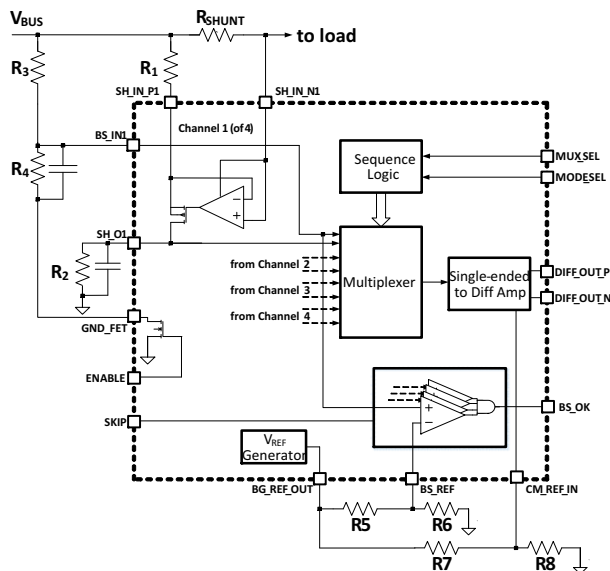 VBUS
RSHUNT
to load
R3
R1
SH_IN_P1
SH_IN_N1
Channel 1 (of 4)
BS_IN1
MUX_SEL
Sequence
Logic
MODE_SEL
R4
-
+
SH_O1
R2
from Channel 2
from Channel 3
from Channel 4
Multiplexer
Single-ended
to Diff Amp
DIFF_OUT_P
DIFF_OUT_N
GND_FET
ENABLE
SKIP
+
-
BS_OK
VREF
Generator
BG_REF_OUT
BS_REF
CM_REF_IN
R5
R6
R7
R8